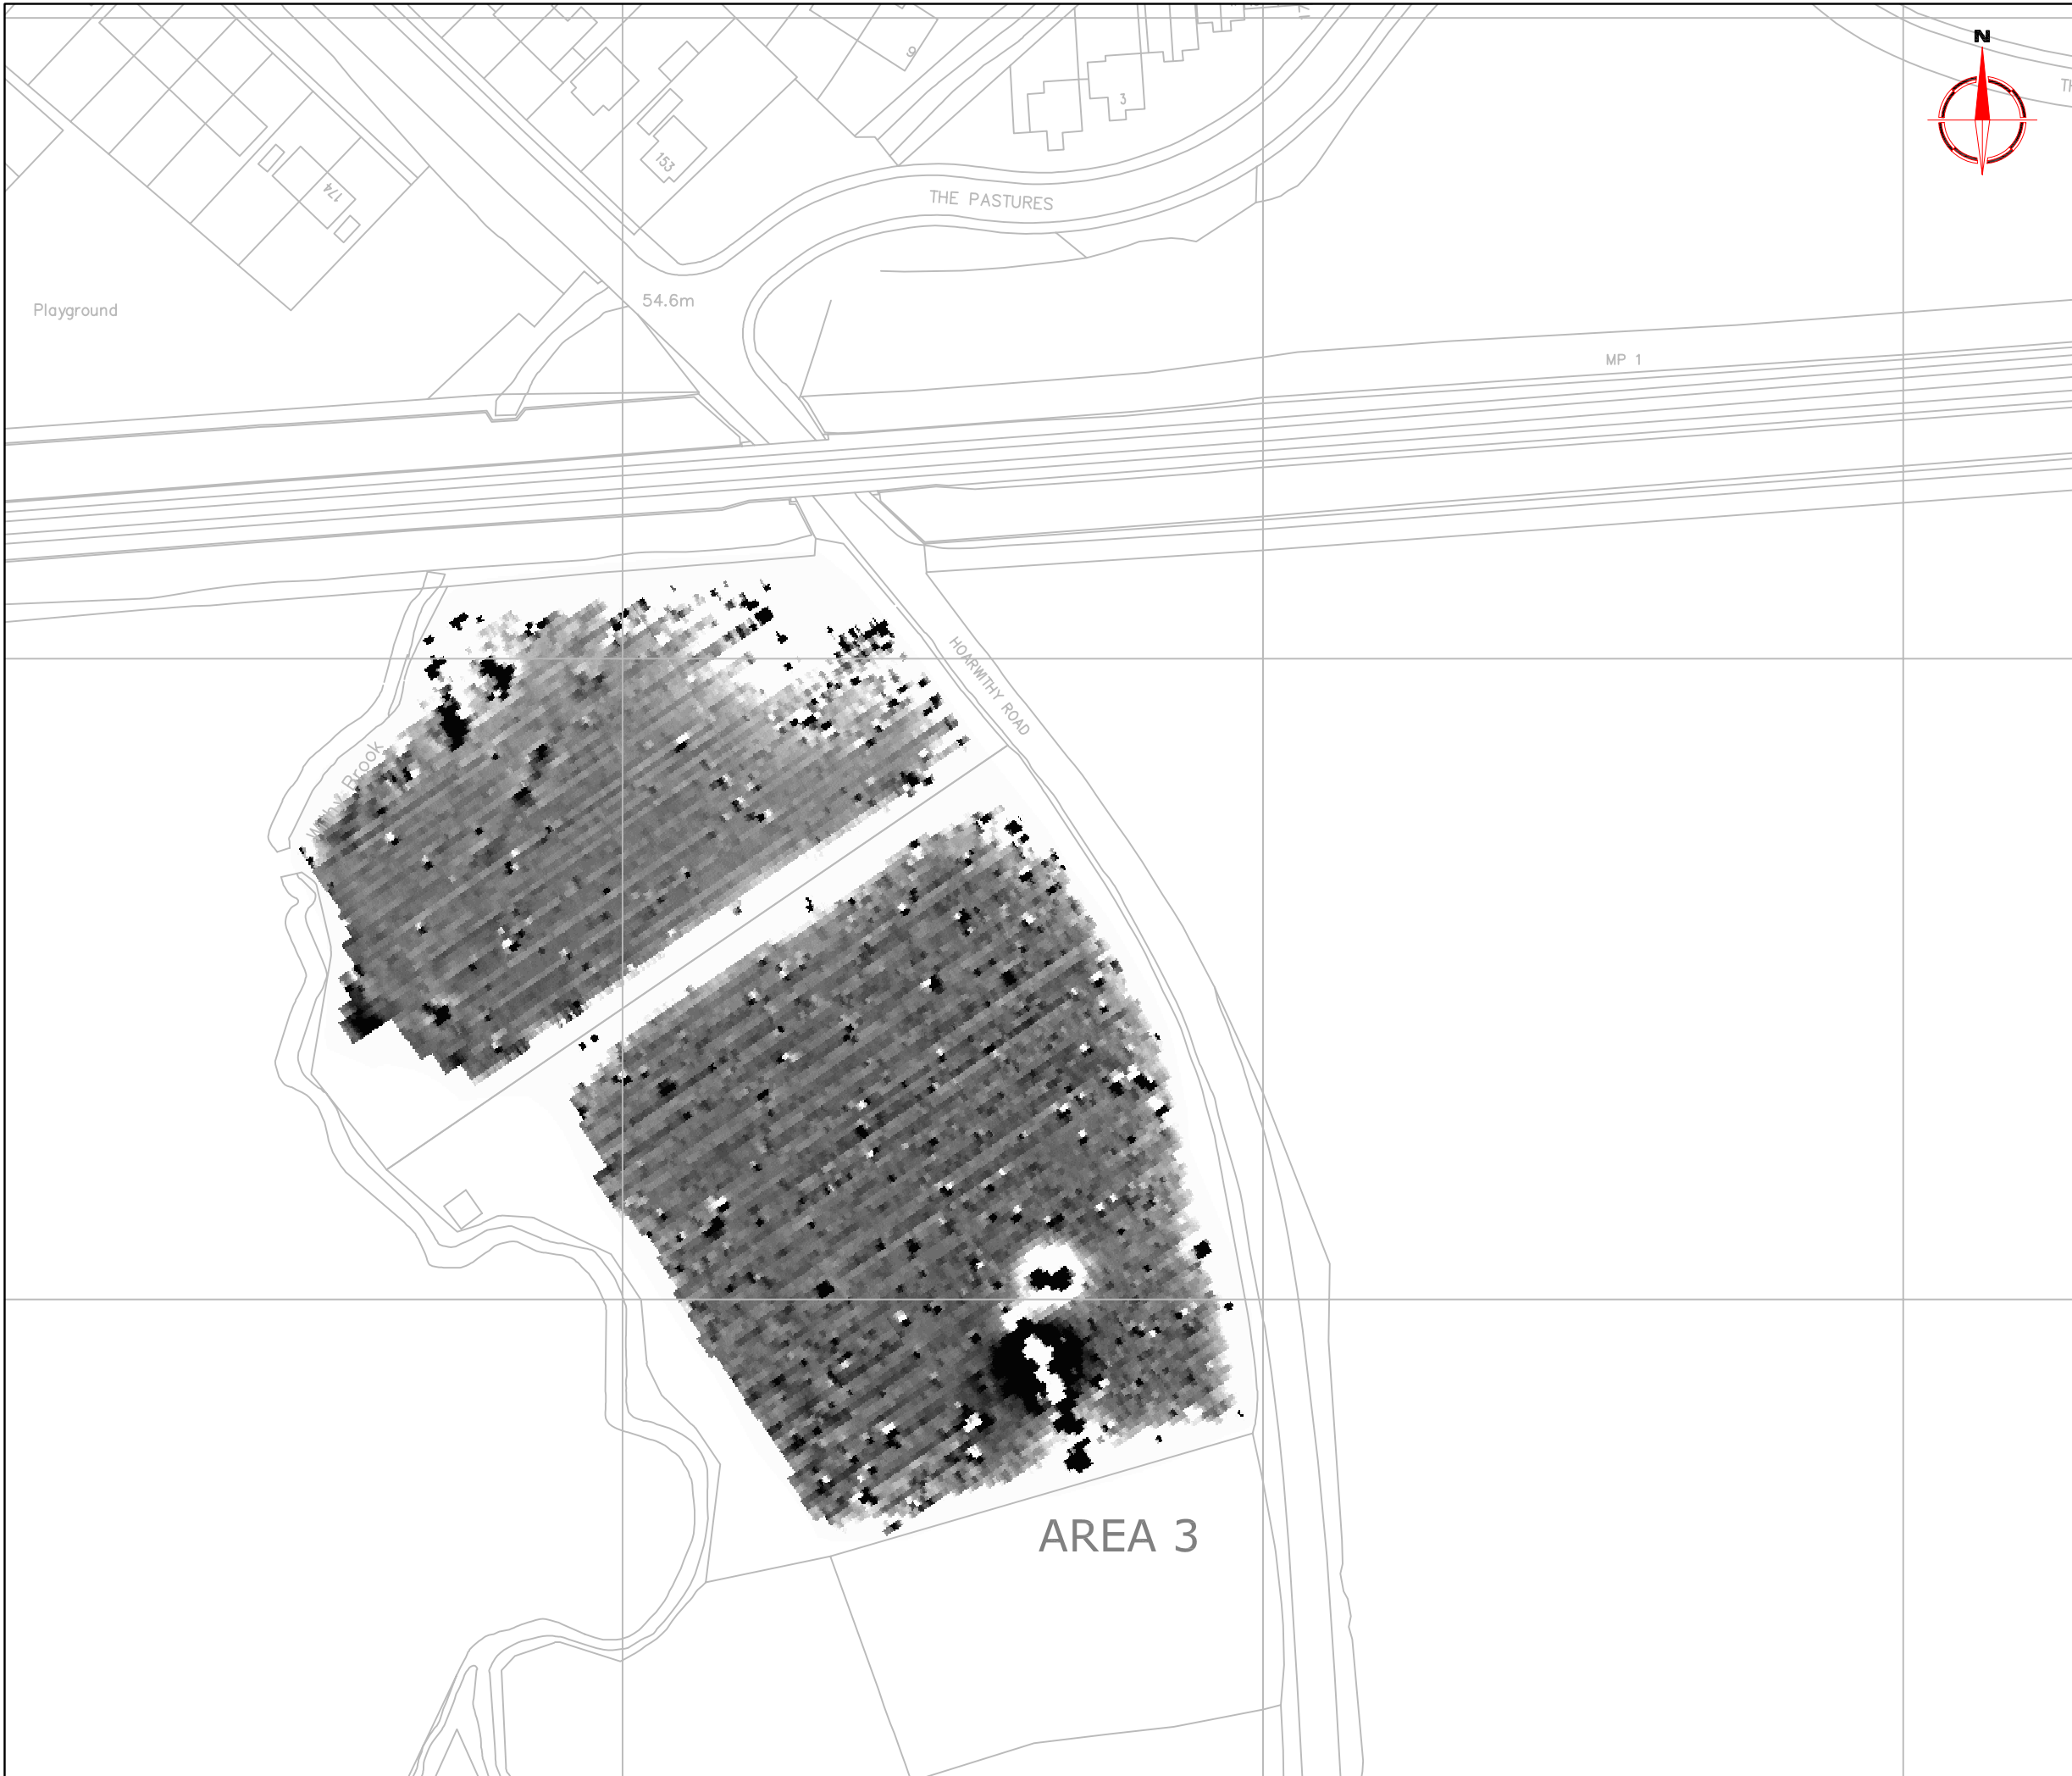 N
9
3
153
174
THE PASTURES
54.6m
Playground
MP 1
HOARWITHY ROAD
Brook
AREA 3